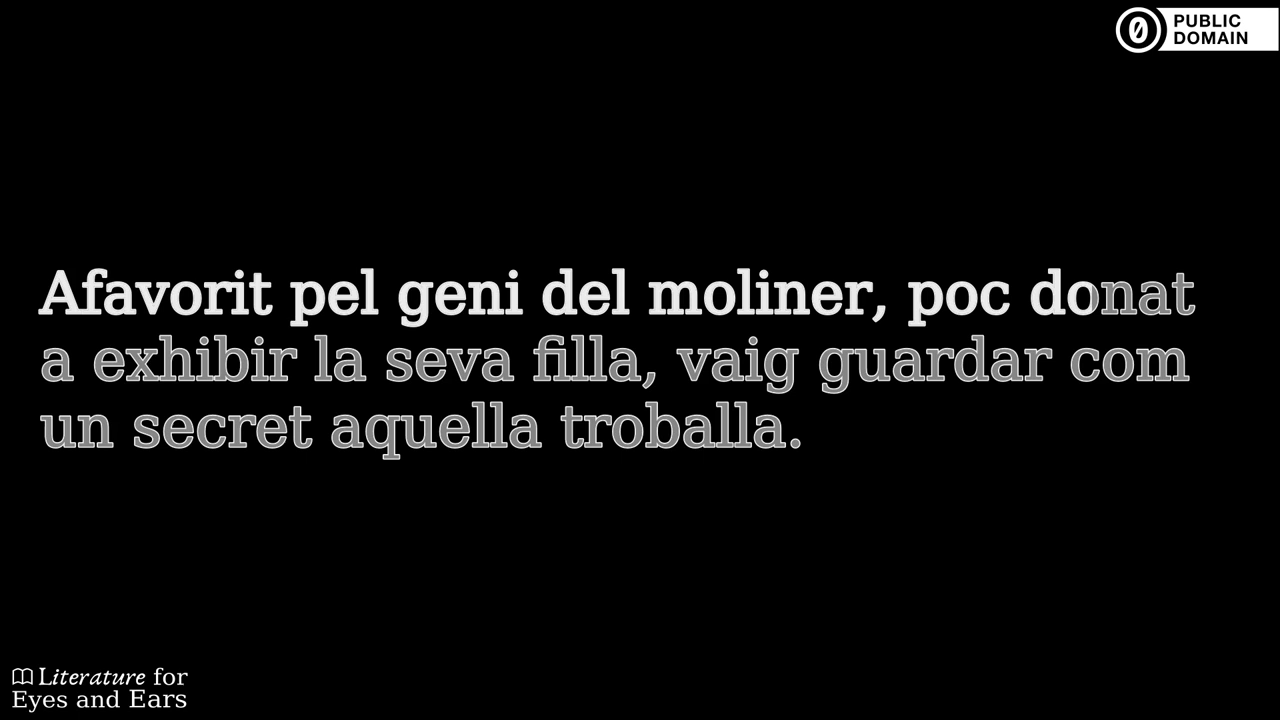 PUBLIC
DOMAIN
Afavorit pel geni del moliner, poc donat
a exhibir la seva filla, vaig guardar com
un secret aquella troballa.
Literature for
Eyes and Ears